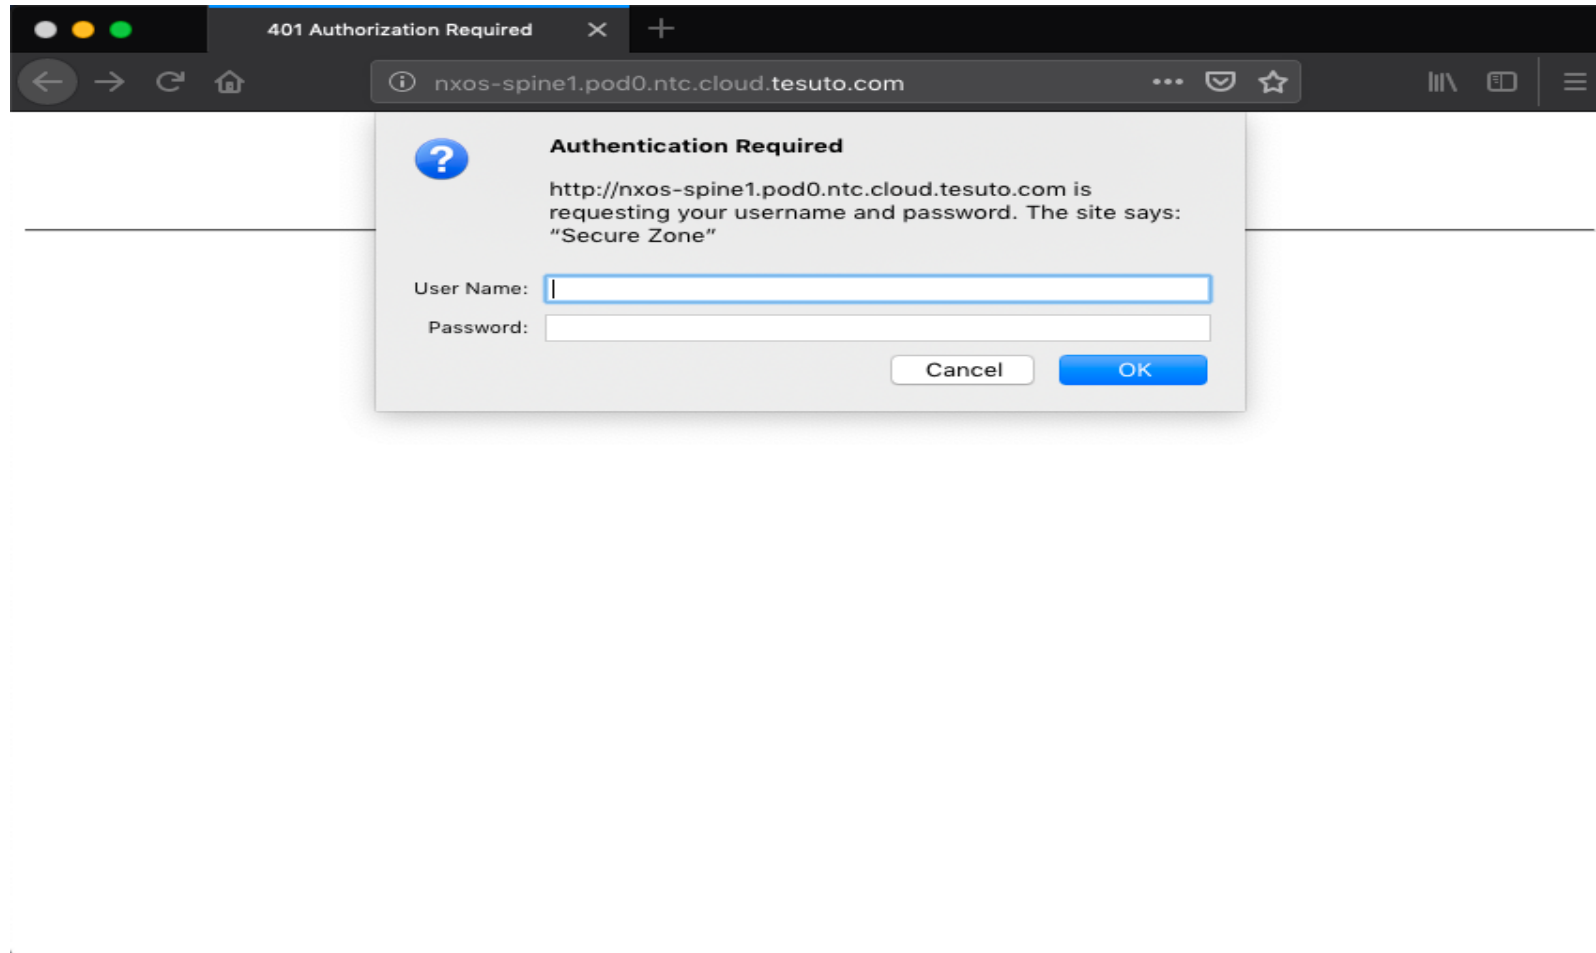 401 Authorization Required
nxos-spine1.pod0.ntc.cloud.tesuto.com
Authentication Required
http://nxos-spine1.pod0.ntc.cloud.tesuto.com is
requesting your username and password. The site says:
“Secure Zone”
User Name:
Password:
Cancel
OK